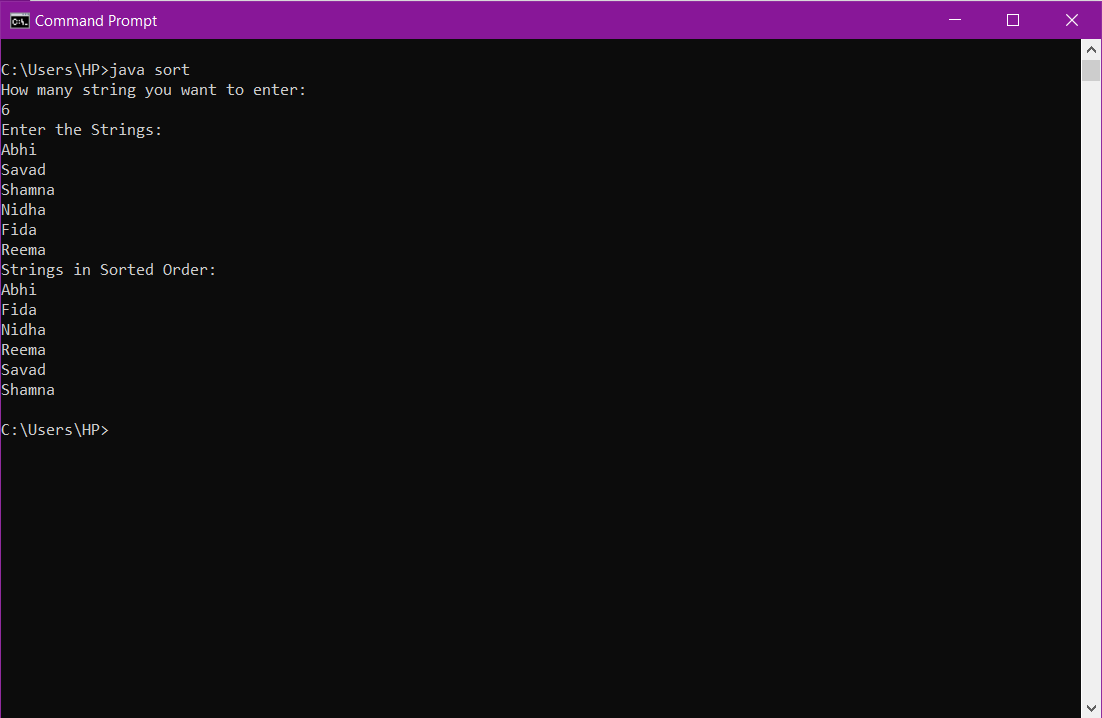 Command Prompt
C:\Users\HP>java sort
How many string you want to enter:
6
Enter the Strings:
Abhi
Savad
Shamna
Nidha
Fida
Reema
Strings in Sorted Order:
Abhi
Fida
Nidha
Reema
Savad
Shamna
C:\Users\HP>